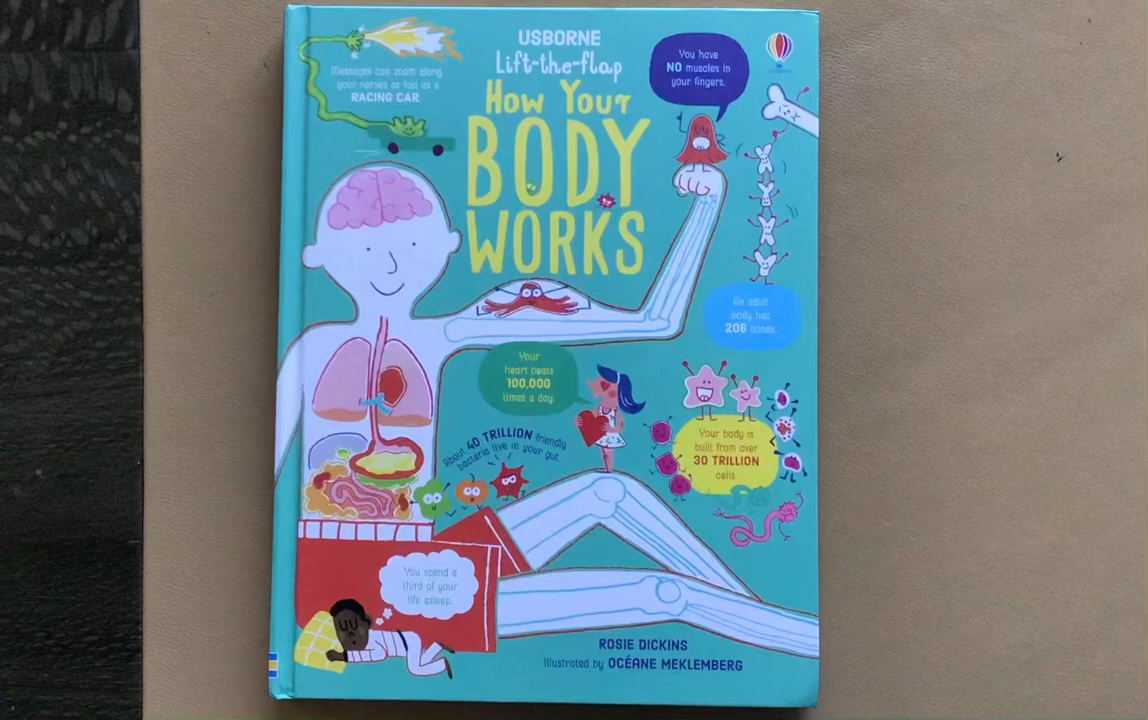 USBORNE
Lift-the-flap
How Your
BODY
WORKS
Messages can zoom along
your nerves as fast as a
RACING CAR.
You have
NO muscles in
your fingers.
An adult
body has
206 bones.
Your
heart beats
100,000
times a day.
About 40 TRILLION friendly
bacteria live in your gut.
Your body is
built from over
30 TRILLION
cells.
You spend a
third of your
life asleep.
ROSIE DICKINS
Illustrated by OCÉANE MEKLEMBERG